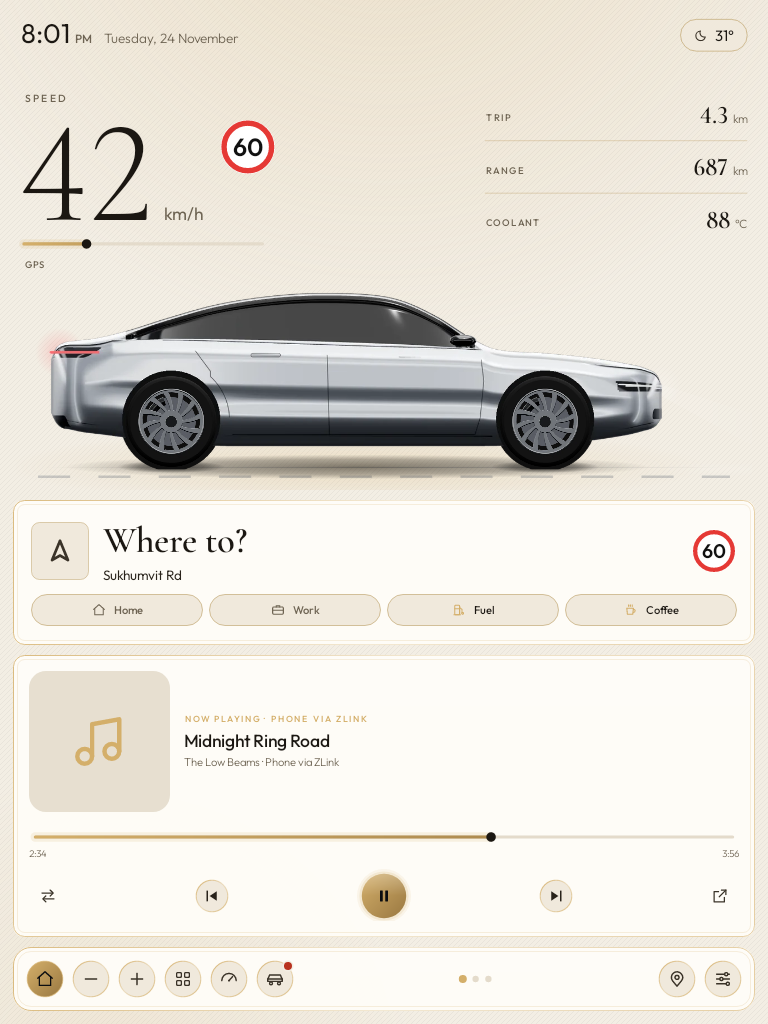 8:01 PM Tuesday, 24 November
31°
SPEED
42 km/h
60
GPS
TRIP 4.3 km
RANGE 687 km
COOLANT 88 °C
Where to?
Sukhumvit Rd
60
Home Work Fuel Coffee
NOW PLAYING · PHONE VIA ZLINK
Midnight Ring Road
The Low Beams · Phone via ZLink
2:34 3:56